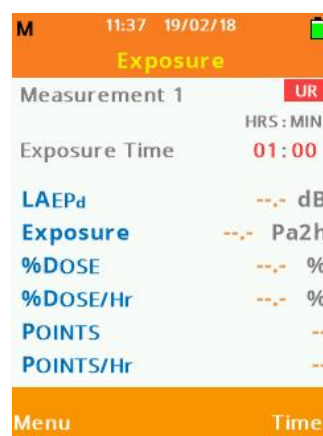 M 11:37 19/02/18
Exposure
Measurement 1 UR
HRS:MIN
Exposure Time 01:00
LAEPd --.- dB
Exposure --.- Pa2h
%DOSE --.- %
%DOSE/Hr --.- %
POINTS --
POINTS/Hr --
Menu Time